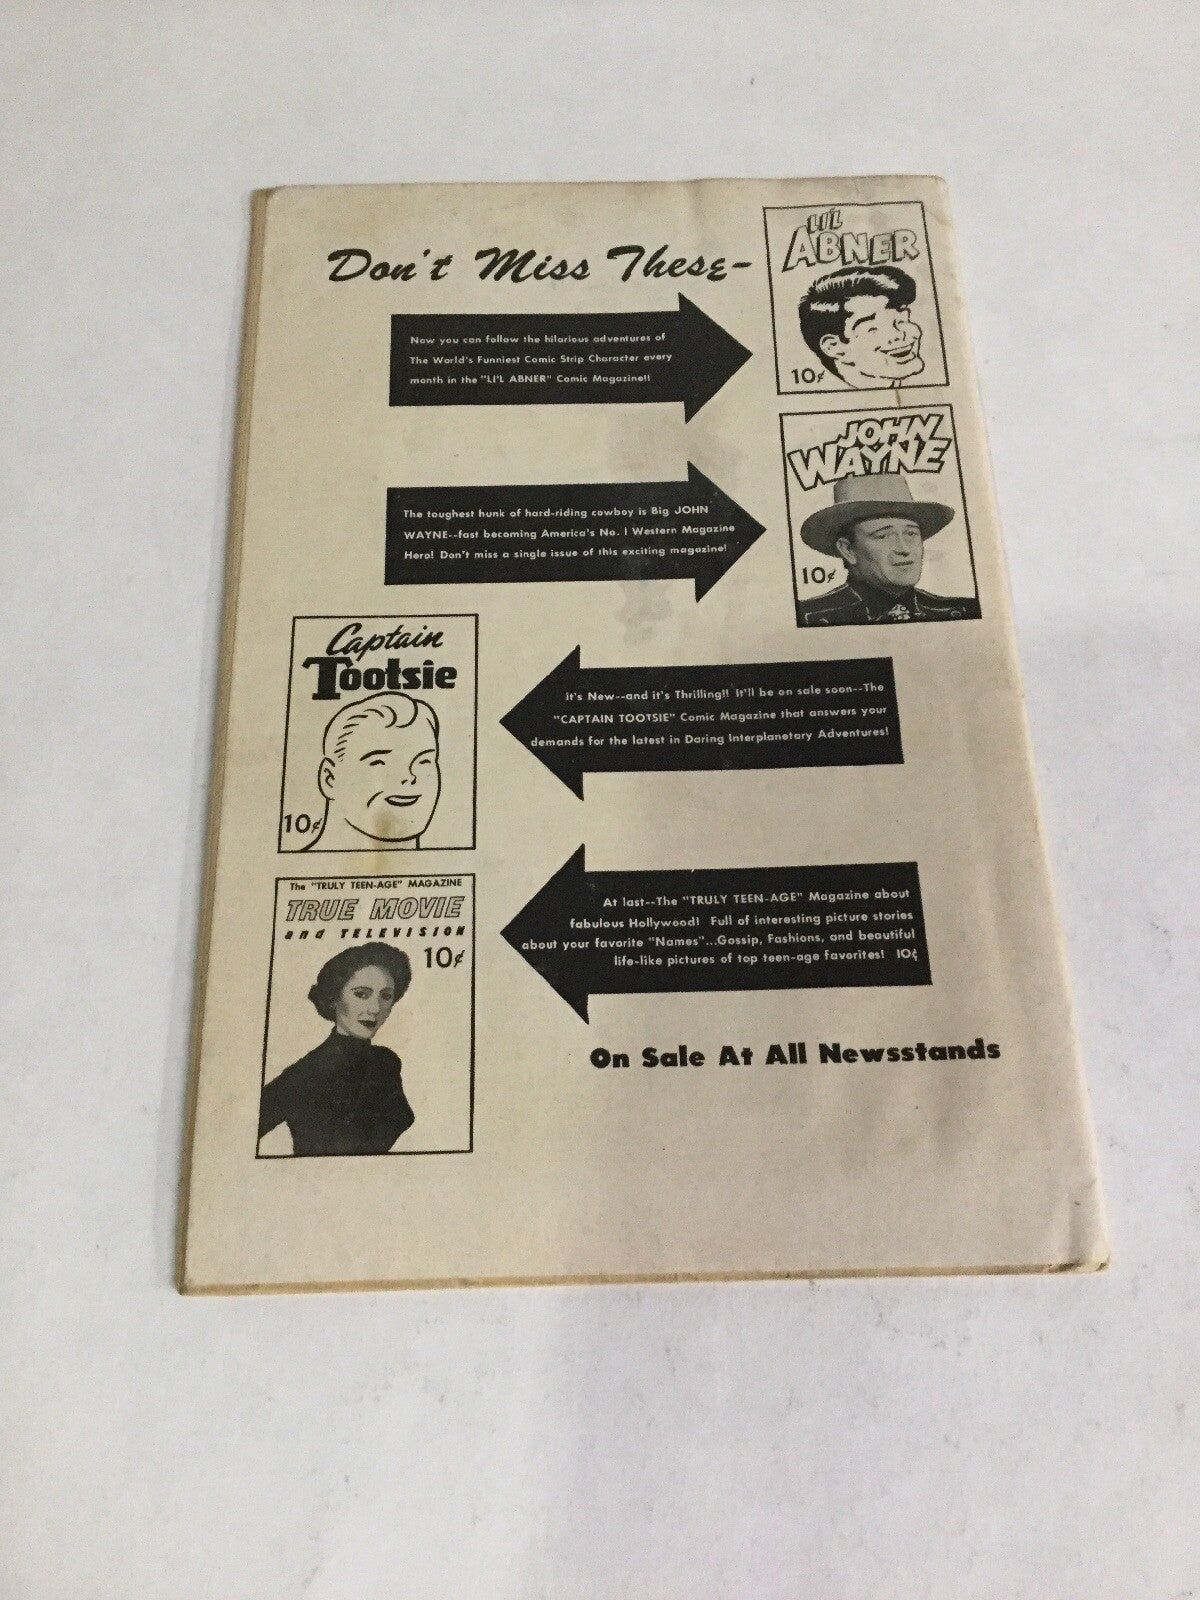 Don't Miss These-
LI'L
ABNER
10¢
Now you can follow the hilarious adventures of
The World's Funniest Comic Strip Character every
month in the "LI'L ABNER" Comic Magazine!!
JOHN
WAYNE
10¢
The toughest hunk of hard-riding cowboy is Big JOHN
WAYNE--fast becoming America's No. 1 Western Magazine
Hero! Don't miss a single issue of this exciting magazine!
Captain
Tootsie
10¢
it's New--and it's Thrilling!! It'll be on sale soon--The
"CAPTAIN TOOTSIE" Comic Magazine that answers your
demands for the latest in Daring Interplanetary Adventures!
The "TRULY TEEN-AGE" MAGAZINE
TRUE MOVIE
and TELEVISION
10¢
At last--The "TRULY TEEN-AGE" Magazine about
fabulous Hollywood! Full of interesting picture stories
about your favorite "Names"...Gossip, Fashions, and beautiful
life-like pictures of top teen-age favorites! 10¢
On Sale At All Newsstands